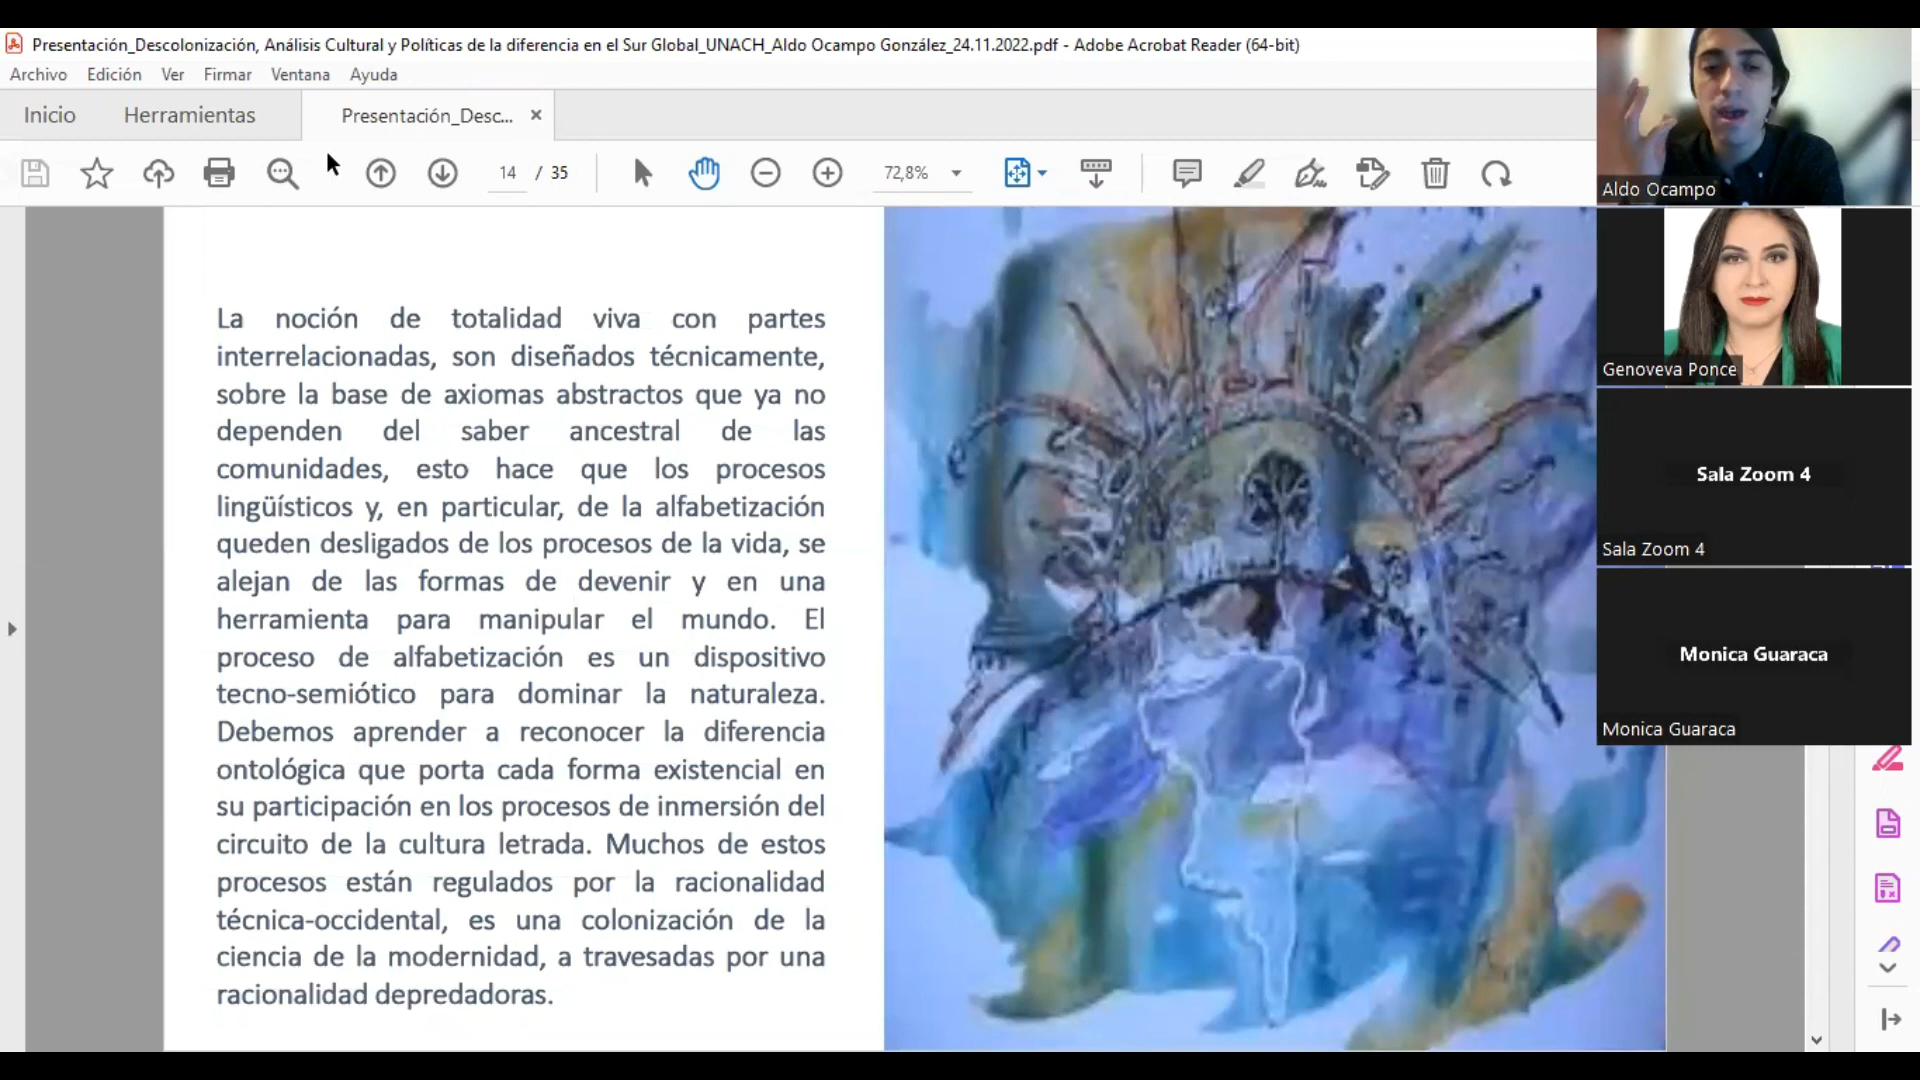 Presentación_Descolonización, Análisis Cultural y Políticas de la diferencia en el Sur Global_UNACH_Aldo Ocampo González_24.11.2022.pdf - Adobe Acrobat Reader (64-bit)
Archivo Edición Ver Firmar Ventana Ayuda
Inicio Herramientas Presentación_Desc... ×
14 / 35 72,8%
La noción de totalidad viva con partes
interrelacionadas, son diseñados técnicamente,
sobre la base de axiomas abstractos que ya no
dependen del saber ancestral de las
comunidades, esto hace que los procesos
lingüísticos y, en particular, de la alfabetización
queden desligados de los procesos de la vida, se
alejan de las formas de devenir y en una
herramienta para manipular el mundo. El
proceso de alfabetización es un dispositivo
tecno-semiótico para dominar la naturaleza.
Debemos aprender a reconocer la diferencia
ontológica que porta cada forma existencial en
su participación en los procesos de inmersión del
circuito de la cultura letrada. Muchos de estos
procesos están regulados por la racionalidad
técnica-occidental, es una colonización de la
ciencia de la modernidad, a travesadas por una
racionalidad depredadoras.
Aldo Ocampo
Genoveva Ponce
Sala Zoom 4
Sala Zoom 4
Monica Guaraca
Monica Guaraca